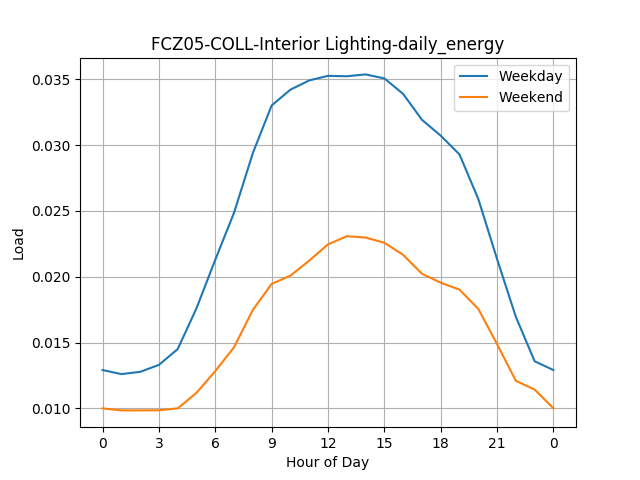 FCZ05-COLL-Interior Lighting-daily_energy
Weekday
Weekend
Load
0.035
0.030
0.025
0.020
0.015
0.010
0 3 6 9 12 15 18 21 0
Hour of Day